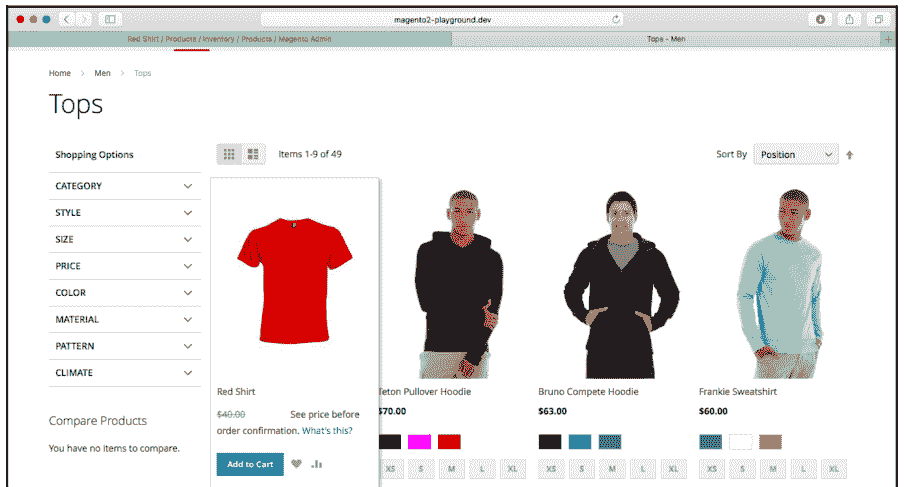 magento2-playground.dev
Red Shirt / Products / Inventory / Products / Magento Admin
Tops - Men
Home > Men > Tops
Tops
Shopping Options
Items 1-9 of 49
Sort By Position
CATEGORY
STYLE
SIZE
PRICE
COLOR
MATERIAL
PATTERN
CLIMATE
Compare Products
You have no items to compare.
Red Shirt
$40.00 See price before
order confirmation. What's this?
Add to Cart
Teton Pullover Hoodie
$70.00
XS S M L XL
Bruno Compete Hoodie
$63.00
XS S M L XL
Frankie Sweatshirt
$60.00
XS S M L XL